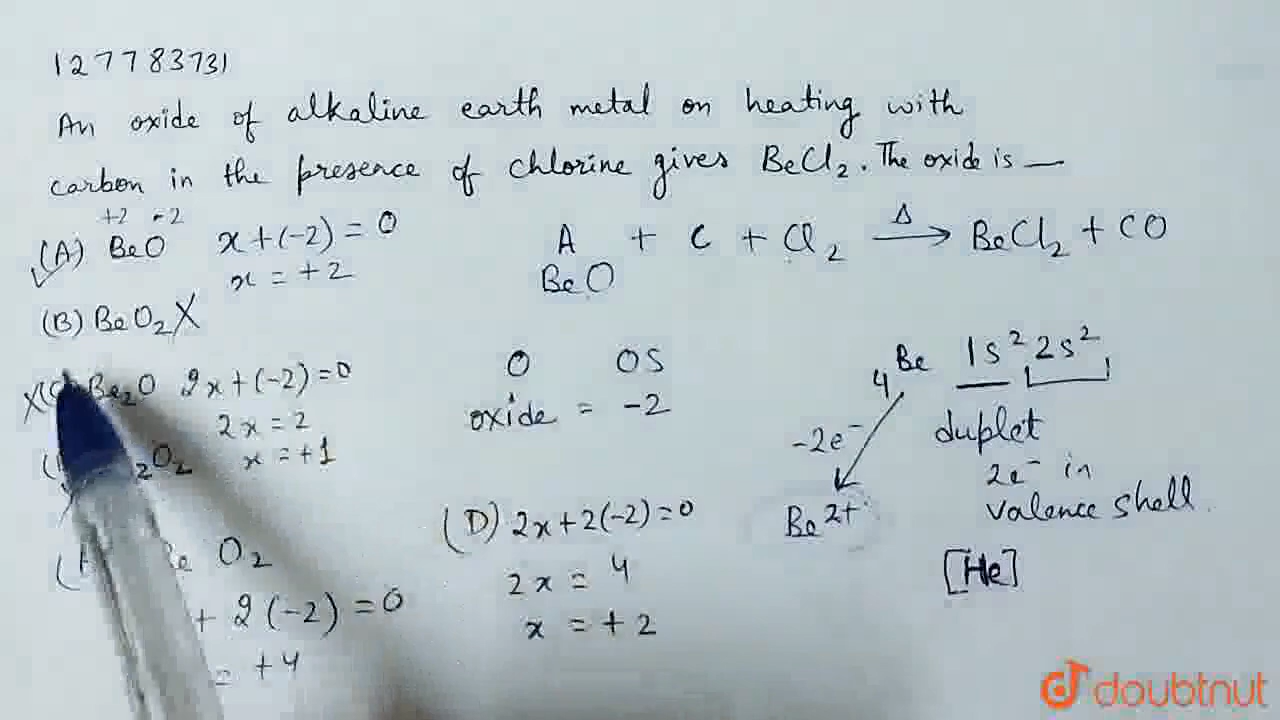 127783731
An oxide of alkaline earth metal on heating with
carbon in the presence of chlorine gives BeCl2. The oxide is —
+2 -2
(A) BeO x+(-2)=0
x = +2
A + C + Cl2 —Δ→ BeCl2 + CO
BeO
(B) BeO2 X
X(C) Be2O 2x+(-2)=0
2x = 2
x = +1
2O2
O OS
oxide = -2
4Be 1s² 2s²
-2e⁻
Be²⁺
duplet
2e⁻ in
valence shell.
[He]
O2
+ 2(-2) = 0
= +4
(D) 2x+2(-2)=0
2x = 4
x = +2
doubtnut